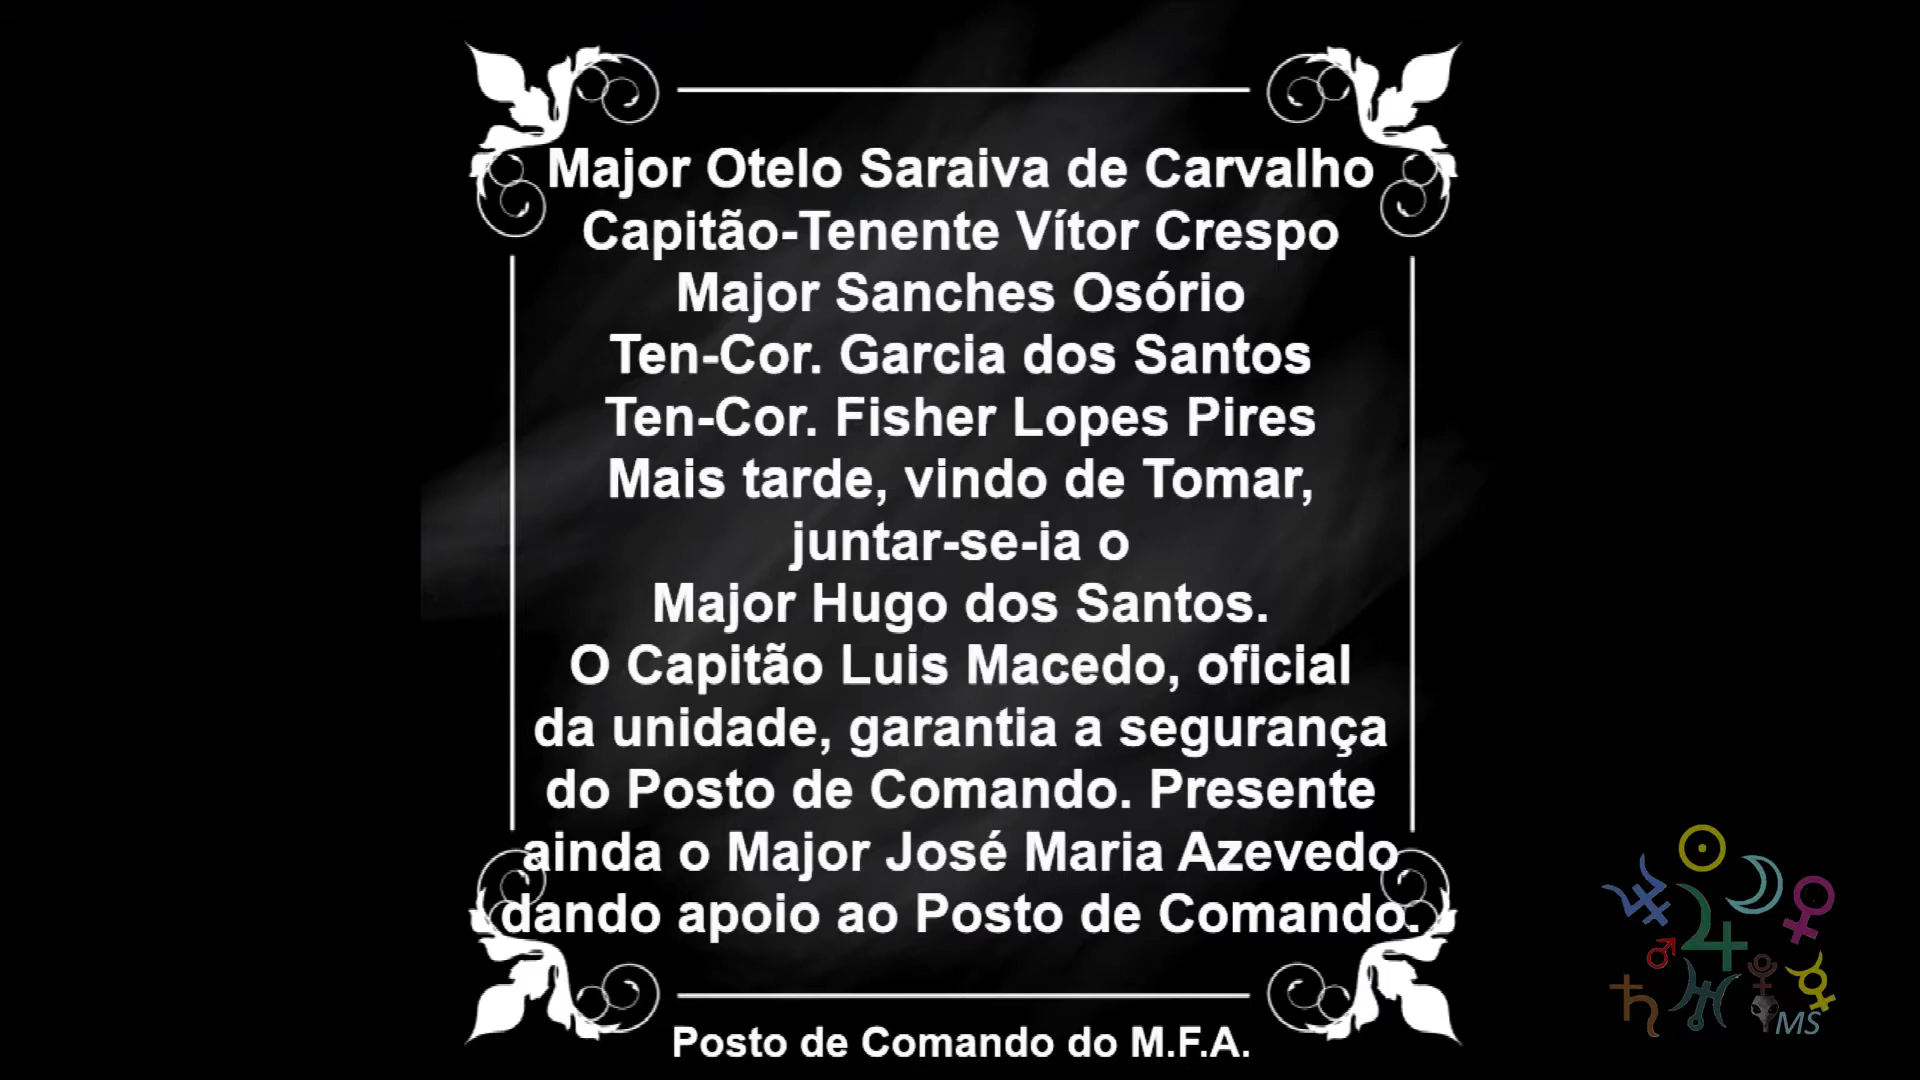 Major Otelo Saraiva de Carvalho
Capitão-Tenente Vítor Crespo
Major Sanches Osório
Ten-Cor. Garcia dos Santos
Ten-Cor. Fisher Lopes Pires
Mais tarde, vindo de Tomar,
juntar-se-ia o
Major Hugo dos Santos.
O Capitão Luis Macedo, oficial
da unidade, garantia a segurança
do Posto de Comando. Presente
ainda o Major José Maria Azevedo
dando apoio ao Posto de Comando.
Posto de Comando do M.F.A.
MS